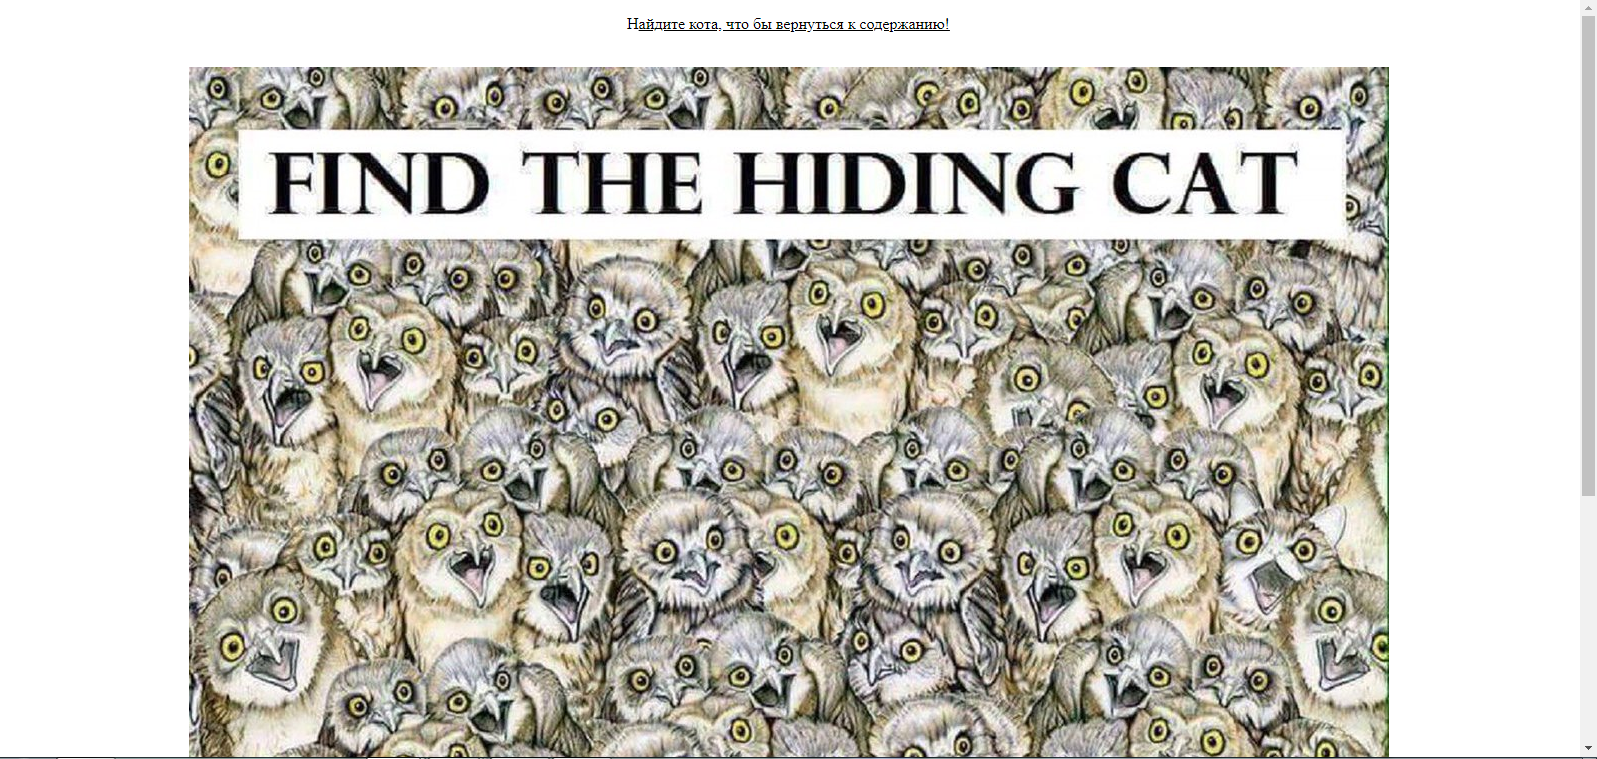 Найдите кота, что бы вернуться к содержанию!
FIND THE HIDING CAT